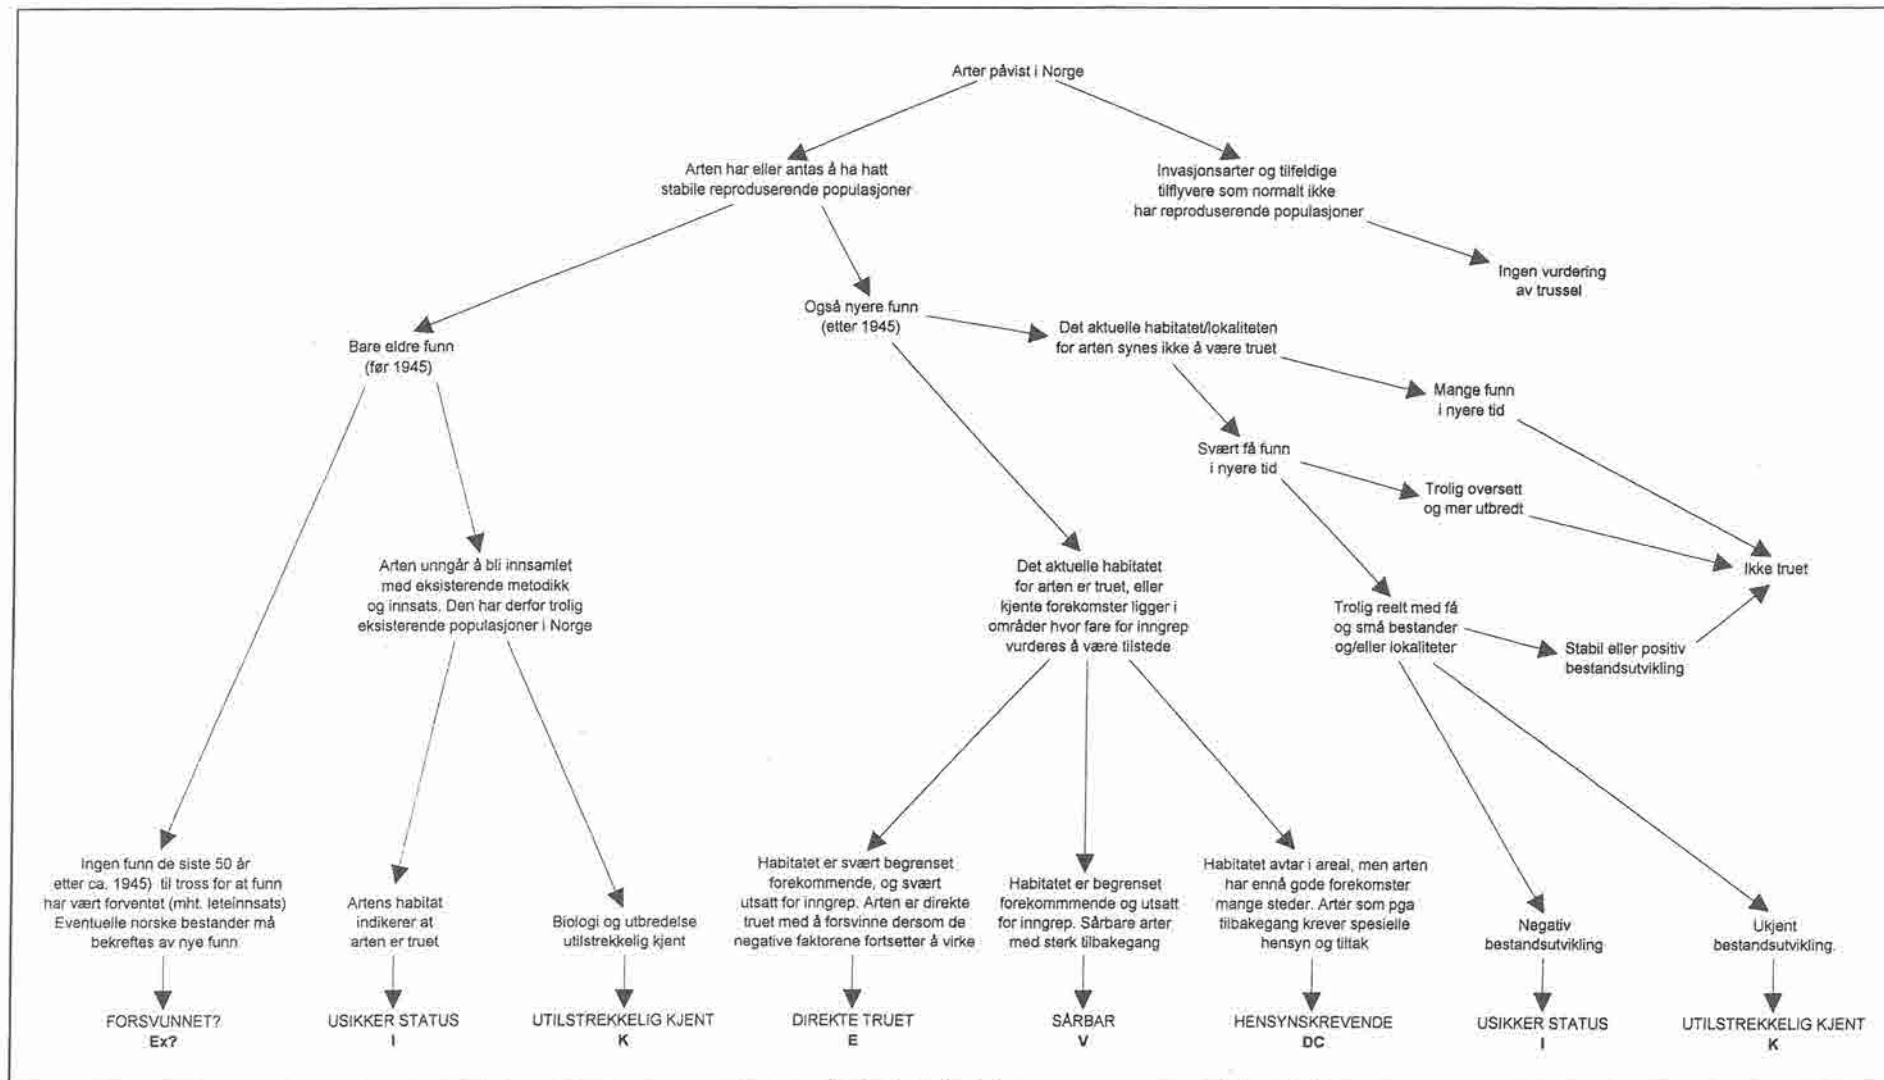 Arter påvist i Norge
Arten har eller antas å ha hatt
stabile reproduserende populasjoner
Invasjonsarter og tilfeldige
tilflyvere som normalt ikke
har reproduserende populasjoner
Ingen vurdering
av trussel
Også nyere funn
(etter 1945)
Bare eldre funn
(før 1945)
Det aktuelle habitatet/lokaliteten
for arten synes ikke å være truet
Mange funn
i nyere tid
Svært få funn
i nyere tid
Trolig oversett
og mer utbredt
Ikke truet
Arten unngår å bli innsamlet
med eksisterende metodikk
og innsats. Den har derfor trolig
eksisterende populasjoner i Norge
Det aktuelle habitatet
for arten er truet, eller
kjente forekomster ligger i
områder hvor fare for inngrep
vurderes å være tilstede
Trolig reelt med få
og små bestander
og/eller lokaliteter
Stabil eller positiv
bestandsutvikling
Ingen funn de siste 50 år
etter ca. 1945) til tross for at funn
har vært forventet (mht. leteinnsats)
Eventuelle norske bestander må
bekreftes av nye funn
Artens habitat
indikerer at
arten er truet
Biologi og utbredelse
utilstrekkelig kjent
Habitatet er svært begrenset
forekommende, og svært
utsatt for inngrep. Arten er direkte
truet med å forsvinne dersom de
negative faktorene fortsetter å virke
Habitatet er begrenset
forekommmende og utsatt
for inngrep. Sårbare arter
med sterk tilbakegang
Habitatet avtar i areal, men arten
har ennå gode forekomster
mange steder. Arter som pga
tilbakegang krever spesielle
hensyn og tiltak
Negativ
bestandsutvikling
Ukjent
bestandsutvikling.
FORSVUNNET?
Ex?
USIKKER STATUS
I
UTILSTREKKELIG KJENT
K
DIREKTE TRUET
E
SÅRBAR
V
HENSYNSKREVENDE
DC
USIKKER STATUS
I
UTILSTREKKELIG KJENT
K